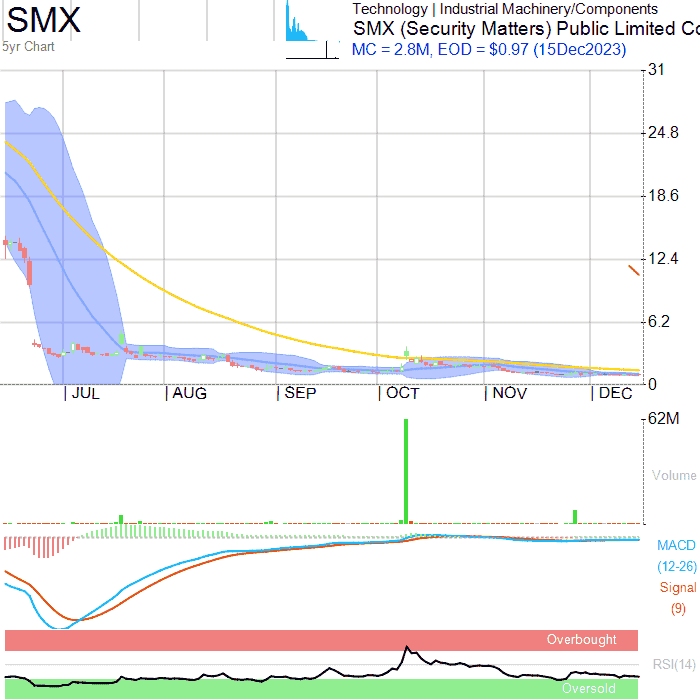 SMX
5yr Chart
Technology | Industrial Machinery/Components
SMX (Security Matters) Public Limited Co
MC = 2.8M, EOD = $0.97 (15Dec2023)
31
24.8
18.6
12.4
6.2
0
JUL
AUG
SEP
OCT
NOV
DEC
62M
Volume
MACD
(12-26)
Signal
(9)
Overbought
RSI(14)
Oversold